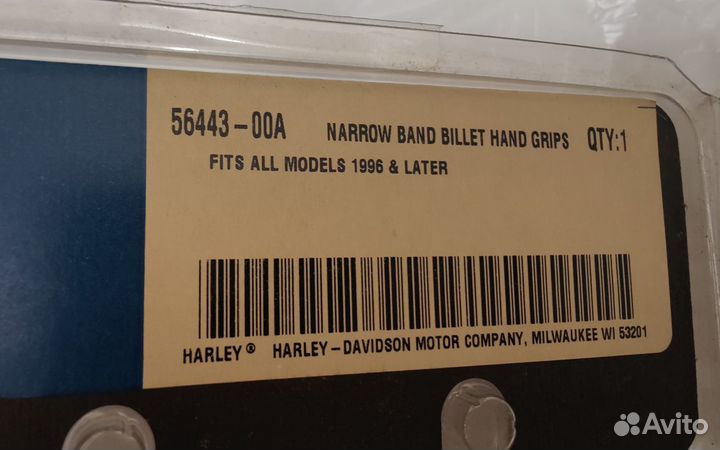 56443-00A NARROW BAND BILLET HAND GRIPS QTY:1
FITS ALL MODELS 1996 & LATER
HARLEY® HARLEY-DAVIDSON MOTOR COMPANY, MILWAUKEE WI 53201
Avito